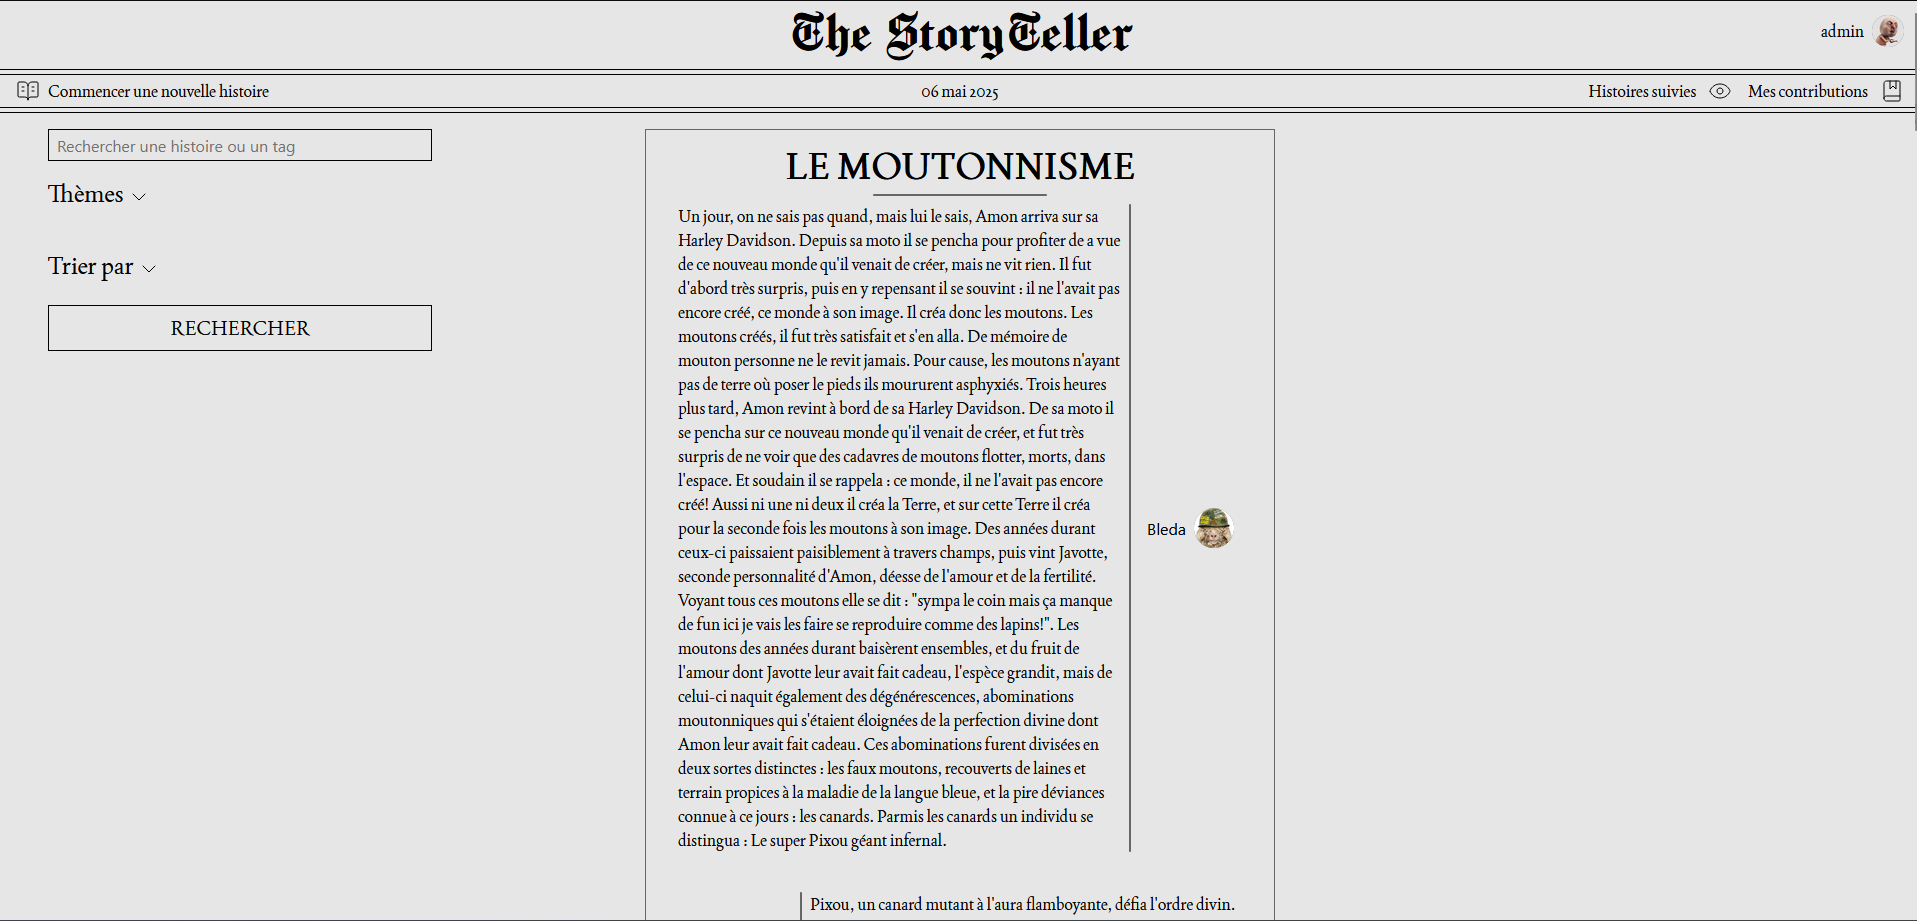 The StoryTeller
admin
Commencer une nouvelle histoire
06 mai 2025
Histoires suivies
Mes contributions
Rechercher une histoire ou un tag
Thèmes
Trier par
RECHERCHER
LE MOUTONNISME
Un jour, on ne sais pas quand, mais lui le sais, Amon arriva sur sa
Harley Davidson. Depuis sa moto il se pencha pour profiter de a vue
de ce nouveau monde qu'il venait de créer, mais ne vit rien. Il fut
d'abord très surpris, puis en y repensant il se souvint : il ne l'avait pas
encore créé, ce monde à son image. Il créa donc les moutons. Les
moutons créés, il fut très satisfait et s'en alla. De mémoire de
mouton personne ne le revit jamais. Pour cause, les moutons n'ayant
pas de terre où poser le pieds ils moururent asphyxiés. Trois heures
plus tard, Amon revint à bord de sa Harley Davidson. De sa moto il
se pencha sur ce nouveau monde qu'il venait de créer, et fut très
surpris de ne voir que des cadavres de moutons flotter, morts, dans
l'espace. Et soudain il se rappela : ce monde, il ne l'avait pas encore
créé! Aussi ni une ni deux il créa la Terre, et sur cette Terre il créa
pour la seconde fois les moutons à son image. Des années durant
ceux-ci paissaient paisiblement à travers champs, puis vint Javotte,
seconde personnalité d'Amon, déesse de l'amour et de la fertilité.
Voyant tous ces moutons elle se dit : "sympa le coin mais ça manque
de fun ici je vais les faire se reproduire comme des lapins!". Les
moutons des années durant baisèrent ensembles, et du fruit de
l'amour dont Javotte leur avait fait cadeau, l'espèce grandit, mais de
celui-ci naquit également des dégénérescences, abominations
moutonniques qui s'étaient éloignées de la perfection divine dont
Amon leur avait fait cadeau. Ces abominations furent divisées en
deux sortes distinctes : les faux moutons, recouverts de laines et
terrain propices à la maladie de la langue bleue, et la pire déviances
connue à ce jours : les canards. Parmis les canards un individu se
distingua : Le super Pixou géant infernal.
Bleda
Pixou, un canard mutant à l'aura flamboyante, défia l'ordre divin.